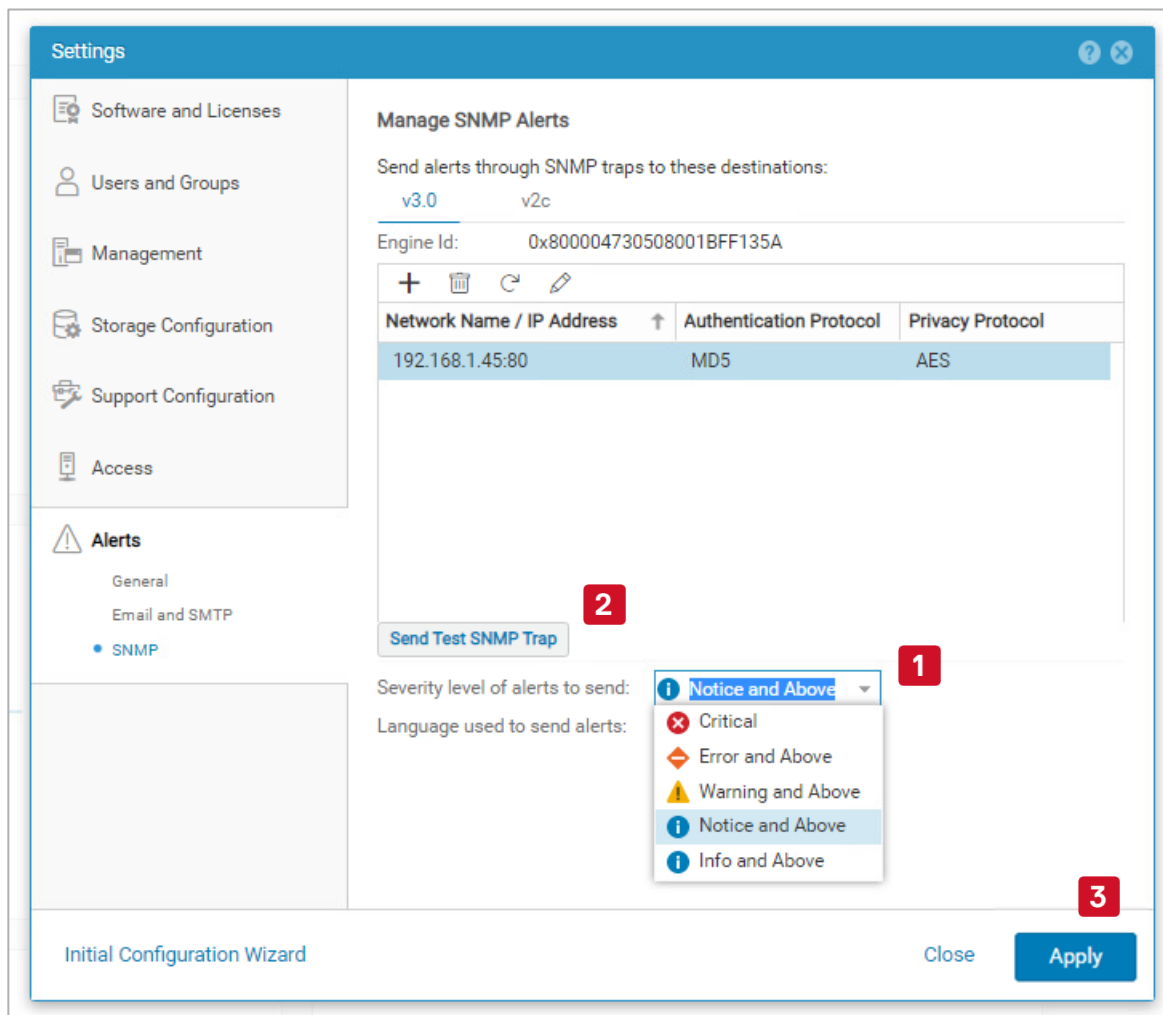 Settings
Software and Licenses
Users and Groups
Management
Storage Configuration
Support Configuration
Access
Alerts
General
Email and SMTP
SNMP
Manage SNMP Alerts
Send alerts through SNMP traps to these destinations:
v3.0 v2c
Engine Id: 0x800004730508001BFF135A
Network Name / IP Address Authentication Protocol Privacy Protocol
192.168.1.45:80 MD5 AES
2
Send Test SNMP Trap
1
Severity level of alerts to send: Notice and Above
Language used to send alerts:
Critical
Error and Above
Warning and Above
Notice and Above
Info and Above
3
Initial Configuration Wizard Close Apply